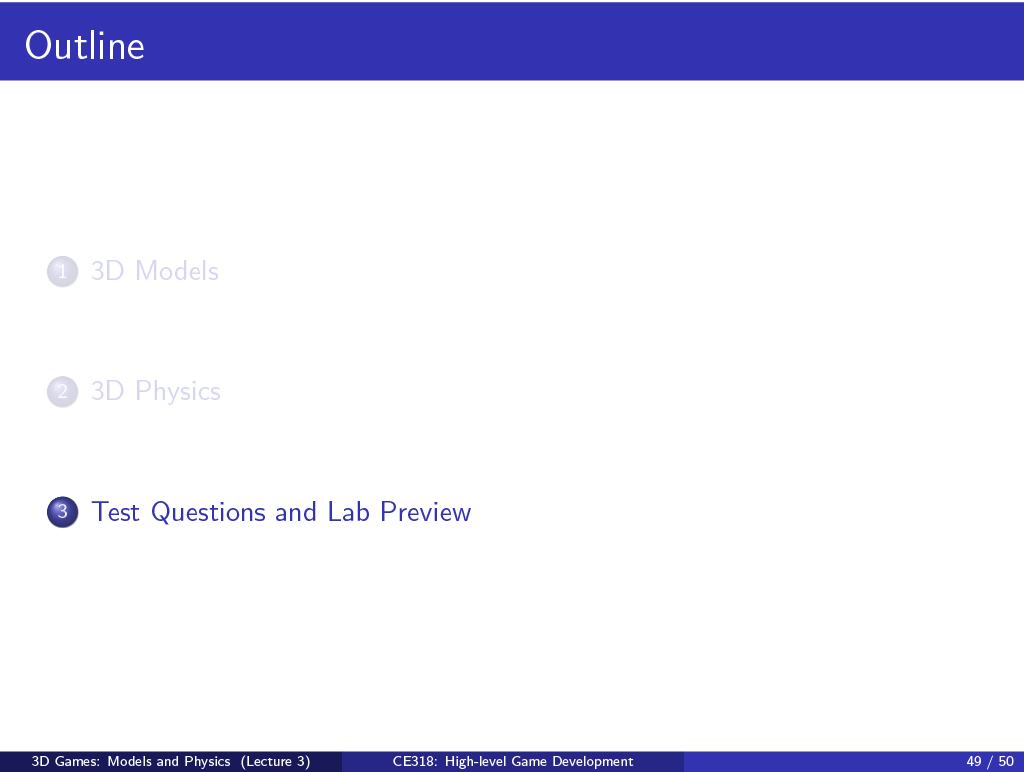 Outline
1 3D Models
2 3D Physics
3 Test Questions and Lab Preview
3D Games: Models and Physics (Lecture 3) CE318: High-level Game Development 49 / 50